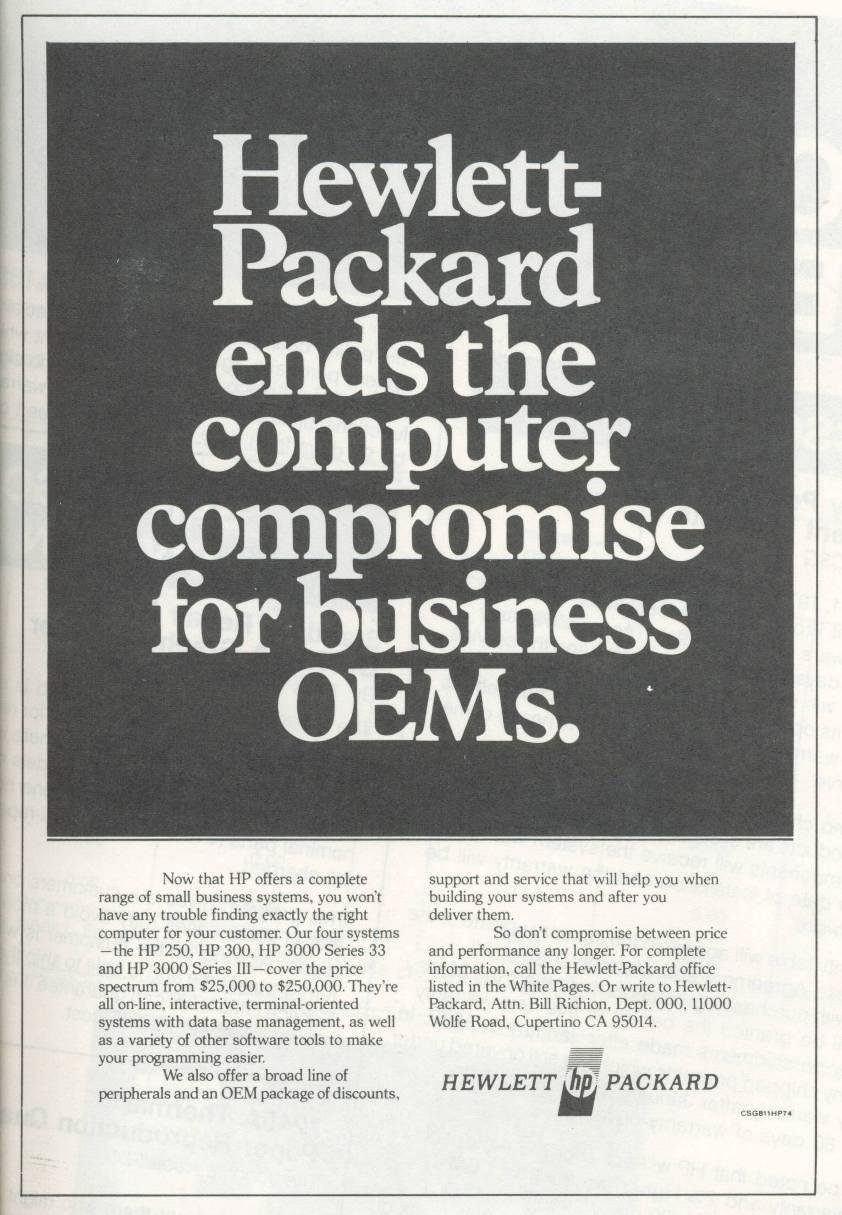 Hewlett-
Packard
ends the
computer
compromise
for business
OEMs.
Now that HP offers a complete
range of small business systems, you won't
have any trouble finding exactly the right
computer for your customer. Our four systems
—the HP 250, HP 300, HP 3000 Series 33
and HP 3000 Series III—cover the price
spectrum from $25,000 to $250,000. They're
all on-line, interactive, terminal-oriented
systems with data base management, as well
as a variety of other software tools to make
your programming easier.
We also offer a broad line of
peripherals and an OEM package of discounts,
support and service that will help you when
building your systems and after you
deliver them.
So don't compromise between price
and performance any longer. For complete
information, call the Hewlett-Packard office
listed in the White Pages. Or write to Hewlett-
Packard, Attn. Bill Richion, Dept. 000, 11000
Wolfe Road, Cupertino CA 95014.
HEWLETT hp PACKARD
CSG811HP74